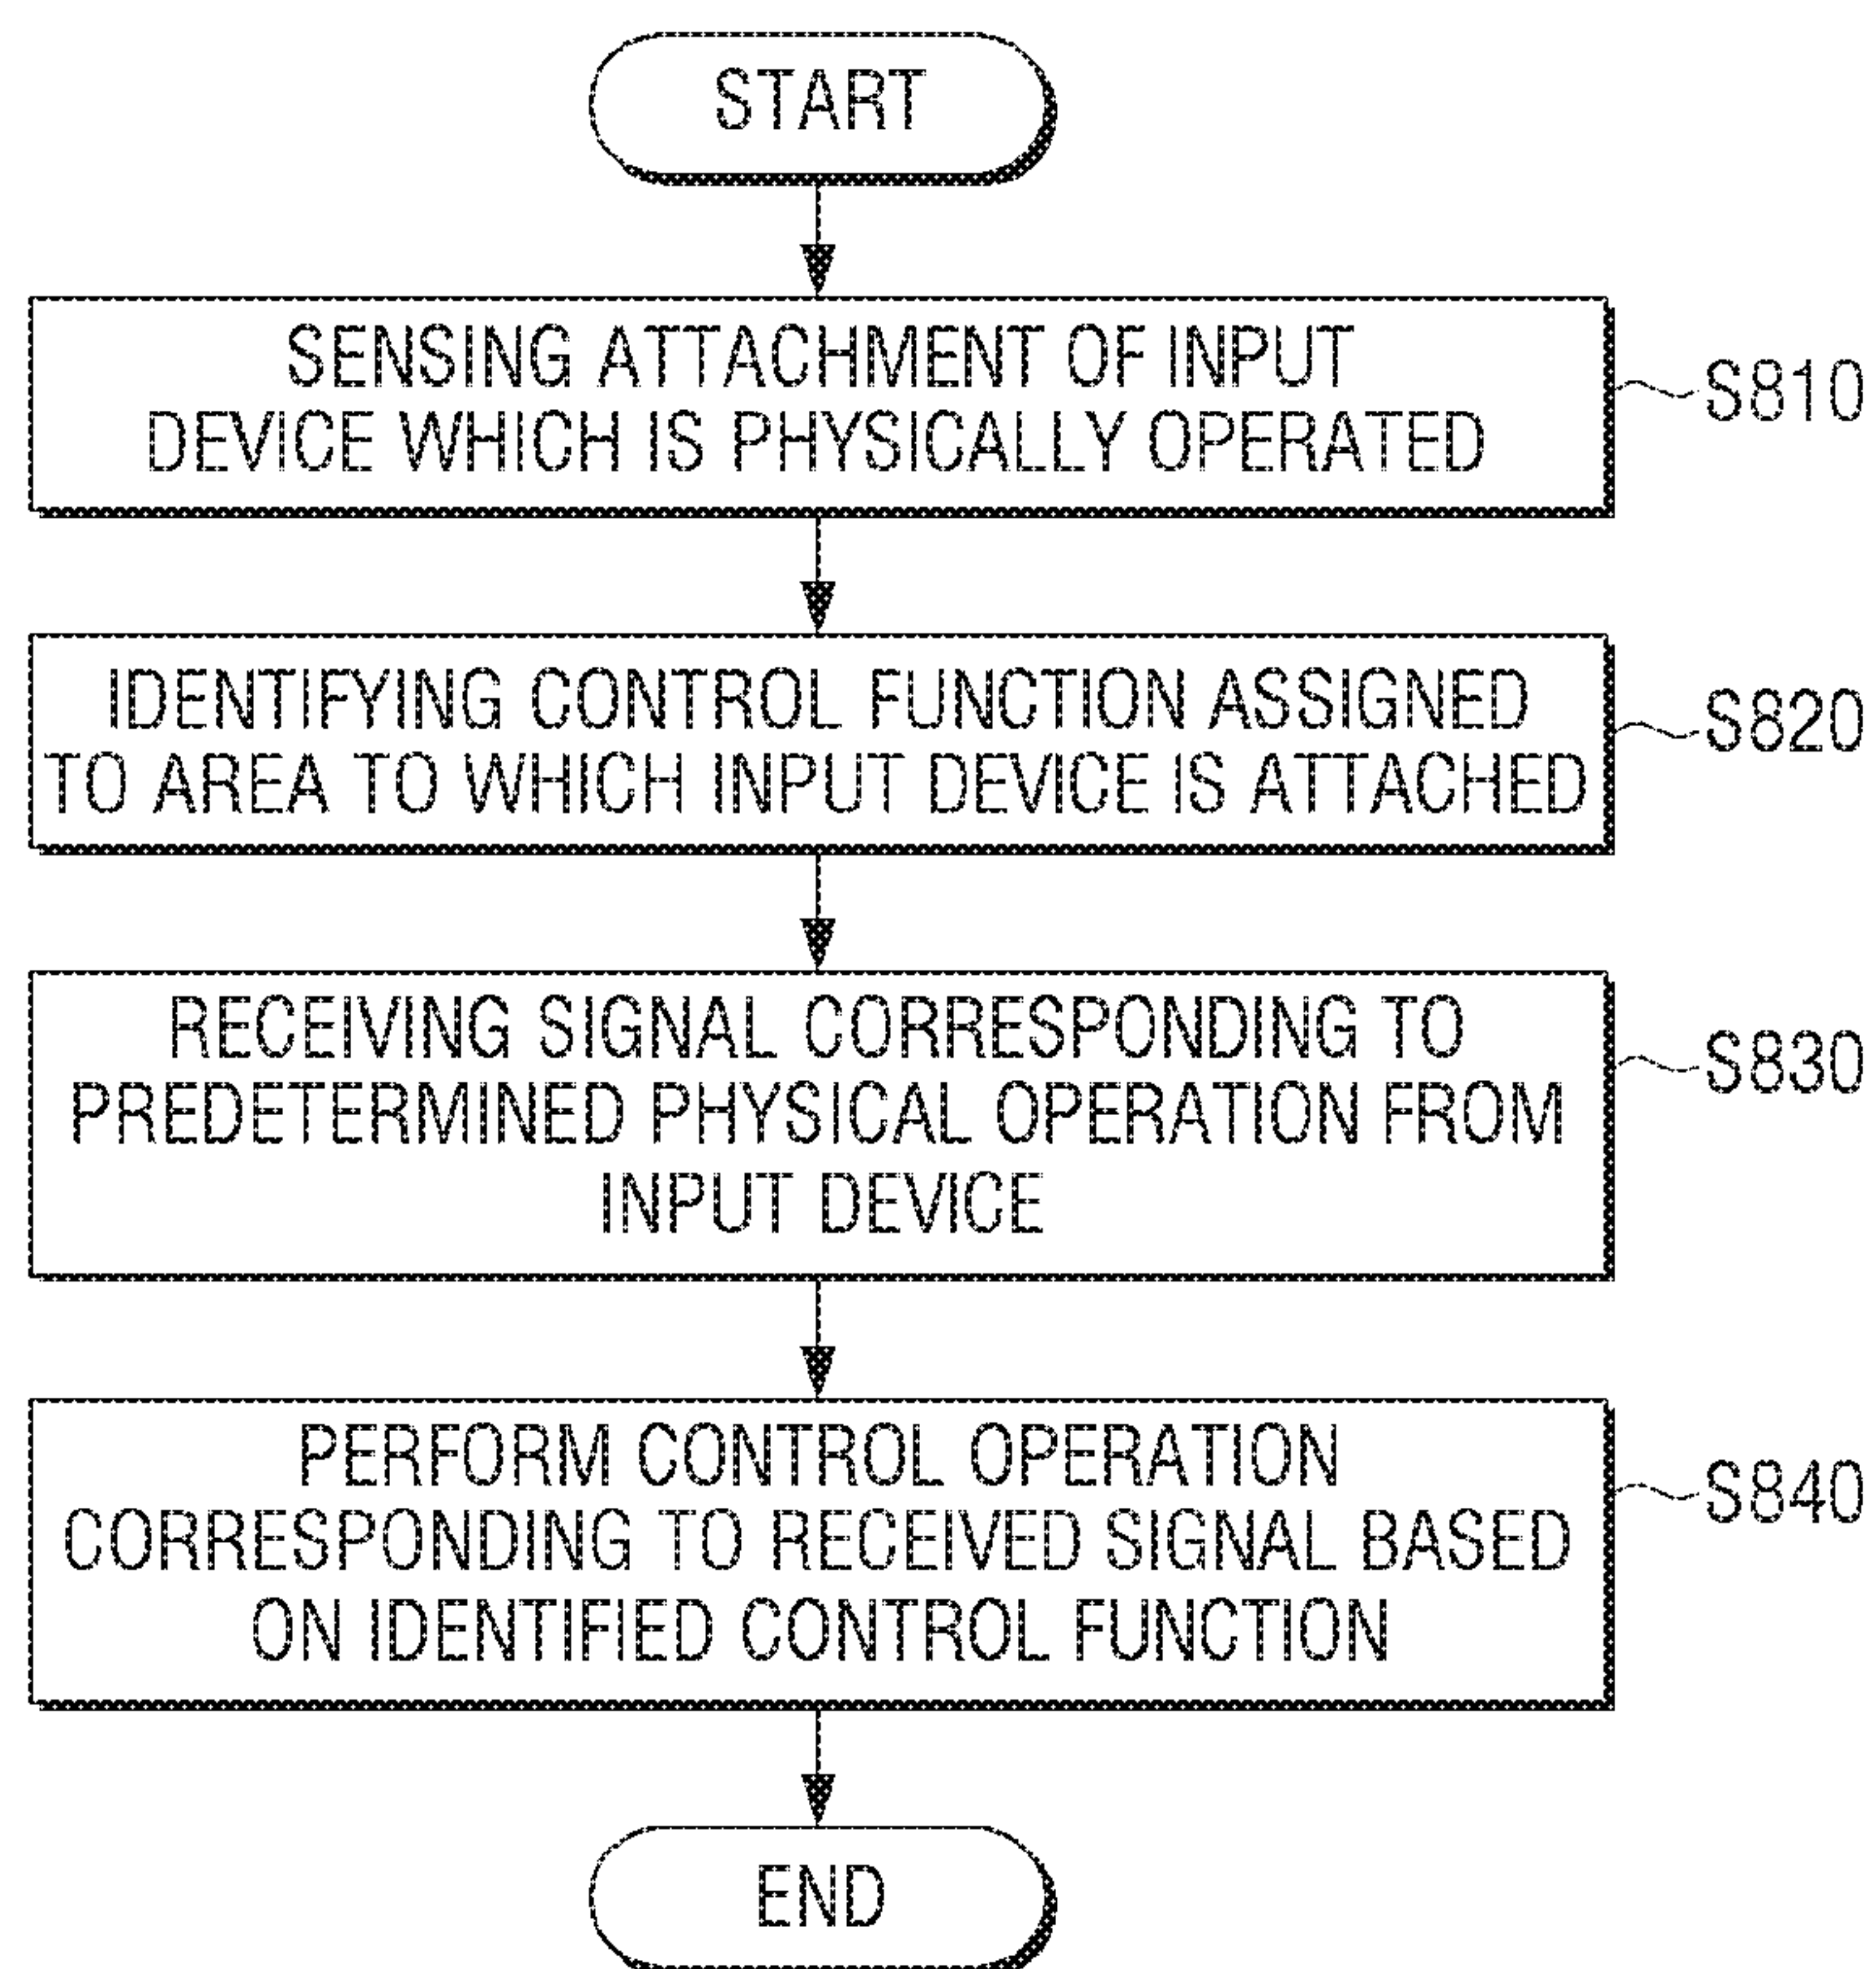 START
SENSING ATTACHMENT OF INPUT
DEVICE WHICH IS PHYSICALLY OPERATED
S810
IDENTIFYING CONTROL FUNCTION ASSIGNED
TO AREA TO WHICH INPUT DEVICE IS ATTACHED
S820
RECEIVING SIGNAL CORRESPONDING TO
PREDETERMINED PHYSICAL OPERATION FROM
INPUT DEVICE
S830
PERFORM CONTROL OPERATION
CORRESPONDING TO RECEIVED SIGNAL BASED
ON IDENTIFIED CONTROL FUNCTION
S840
END